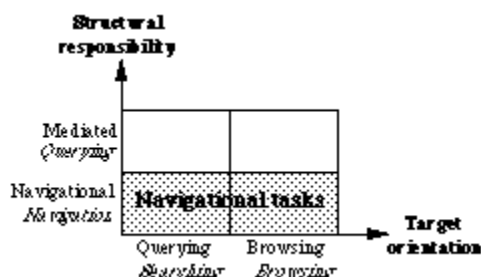 Structural
responsibility
Mediated
Querying
Navigational
Navigation
Navigational tasks
Target
orientation
Querying Browsing
Searching Browsing